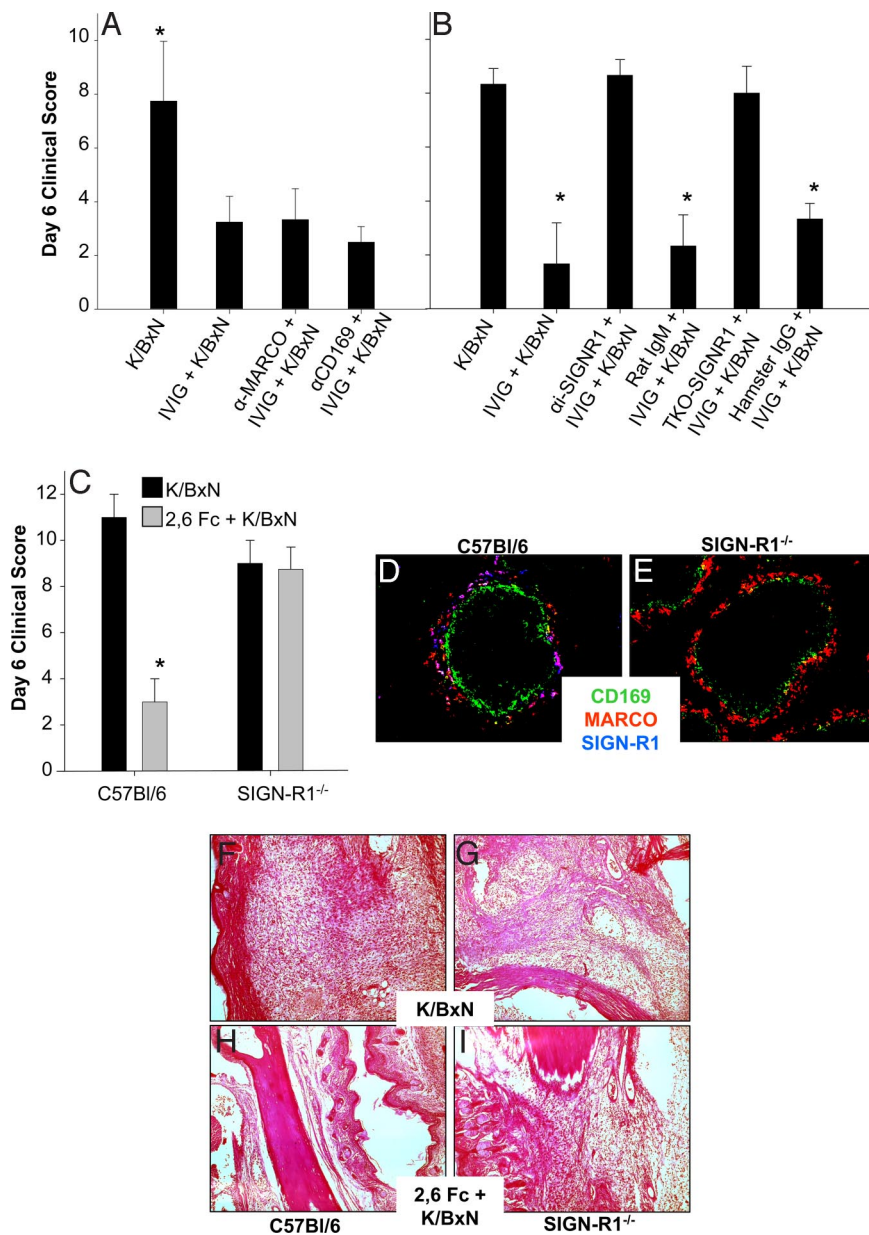 A
B
Day 6 Clinical Score
10
8
6
4
2
0
*
*
*
*
K/BxN
IVIG + K/BxN
α-MARCO +
IVIG + K/BxN
αCD169 +
IVIG + K/BxN
K/BxN
IVIG + K/BxN
αi-SIGNR1 +
IVIG + K/BxN
Rat IgM +
IVIG + K/BxN
TKO-SIGNR1 +
IVIG + K/BxN
Hamster IgG +
IVIG + K/BxN
C
K/BxN
2,6 Fc + K/BxN
Day 6 Clinical Score
12
10
8
6
4
2
0
*
C57Bl/6
SIGN-R1-/-
C57Bl/6
SIGN-R1-/-
D
E
CD169
MARCO
SIGN-R1
F
G
K/BxN
H
I
2,6 Fc +
K/BxN
C57Bl/6
SIGN-R1-/-